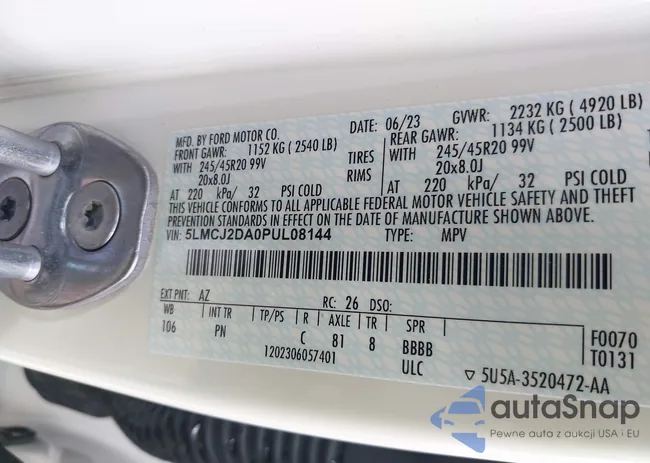 MFD. BY FORD MOTOR CO.
06/23 GVWR: 2232 KG ( 4920 LB)
FRONT GAWR: 1152 KG ( 2540 LB)
REAR GAWR: 1134 KG ( 2500 LB)
WITH 245/45R20 99V TIRES WITH 245/45R20 99V
20x8.0J RIMS 20x8.0J
AT 220 kPa/ 32 PSI COLD AT 220 kPa/ 32 PSI COLD
THIS VEHICLE CONFORMS TO ALL APPLICABLE FEDERAL MOTOR VEHICLE SAFETY AND THEFT
PREVENTION STANDARDS IN EFFECT ON THE DATE OF MANUFACTURE SHOWN ABOVE.
VIN: 5LMCJ2DA0PUL08144 TYPE: MPV
EXT PNT: AZ RC: 26 DSO:
WB INT TR TP/PS R AXLE TR SPR
106 PN C 81 8 BBBB F0070
1202306057401 ULC T0131
5U5A-3520472-AA
autaSnap
Pewne auta z aukcji USA i EU